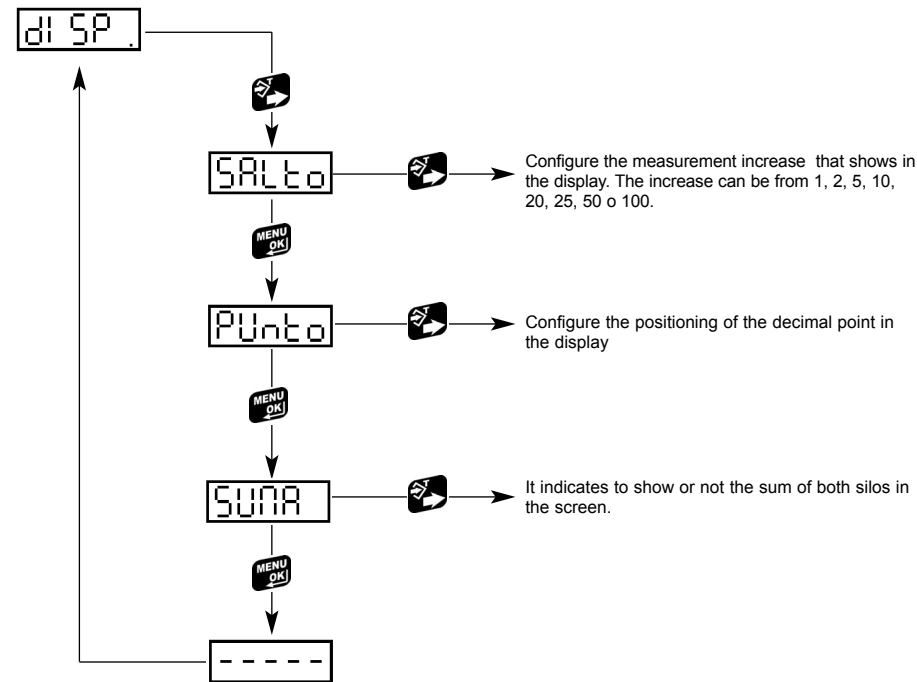 dISP.
T
SALto
T
Configure the measurement increase  that shows in
the display. The increase can be from 1, 2, 5, 10,
20, 25, 50 o 100.
MENU
OK
PUnto
T
Configure the positioning of the decimal point in
the display
MENU
OK
SUMA
T
It indicates to show or not the sum of both silos in
the screen.
MENU
OK
-----